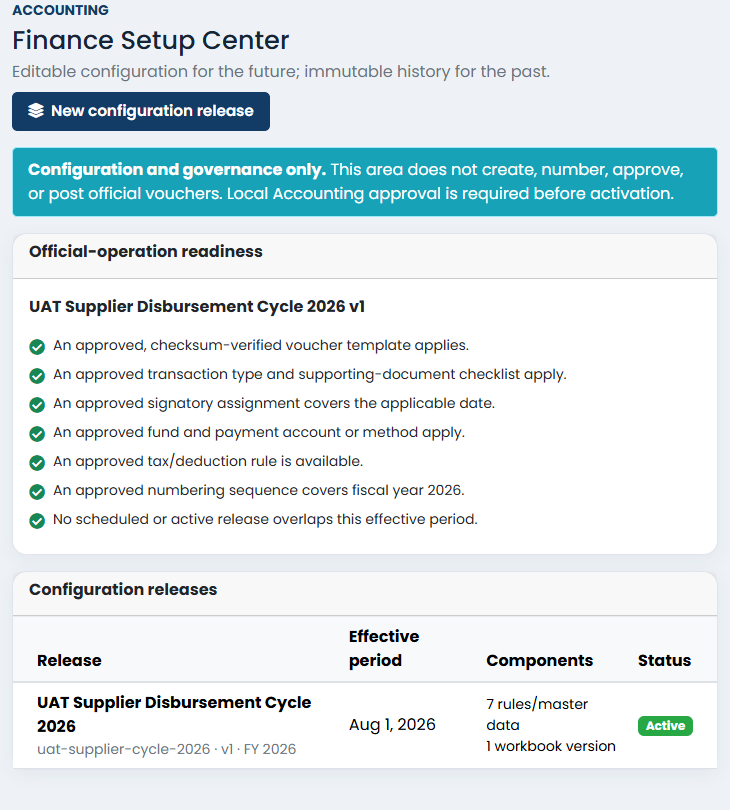 ACCOUNTING
Finance Setup Center
Editable configuration for the future; immutable history for the past.
New configuration release
Configuration and governance only. This area does not create, number, approve,
or post official vouchers. Local Accounting approval is required before activation.
Official-operation readiness
UAT Supplier Disbursement Cycle 2026 v1
An approved, checksum-verified voucher template applies.
An approved transaction type and supporting-document checklist apply.
An approved signatory assignment covers the applicable date.
An approved fund and payment account or method apply.
An approved tax/deduction rule is available.
An approved numbering sequence covers fiscal year 2026.
No scheduled or active release overlaps this effective period.
Configuration releases
Release
Effective
period
Components
Status
UAT Supplier Disbursement Cycle
2026
uat-supplier-cycle-2026 · v1 · FY 2026
Aug 1, 2026
7 rules/master
data
1 workbook version
Active